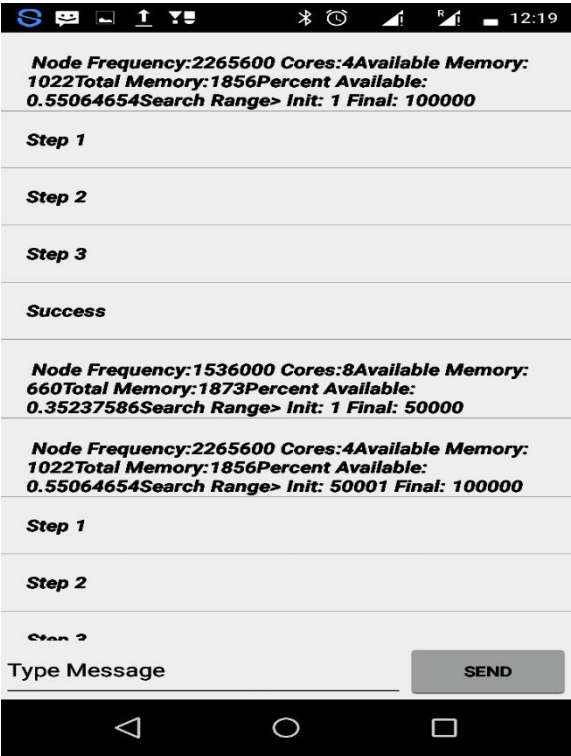 12:19
Node Frequency:2265600 Cores:4Available Memory:
1022Total Memory:1856Percent Available:
0.55064654Search Range> Init: 1 Final: 100000
Step 1
Step 2
Step 3
Success
Node Frequency:1536000 Cores:8Available Memory:
660Total Memory:1873Percent Available:
0.35237586Search Range> Init: 1 Final: 50000
Node Frequency:2265600 Cores:4Available Memory:
1022Total Memory:1856Percent Available:
0.55064654Search Range> Init: 50001 Final: 100000
Step 1
Step 2
Step 3
Type Message
SEND